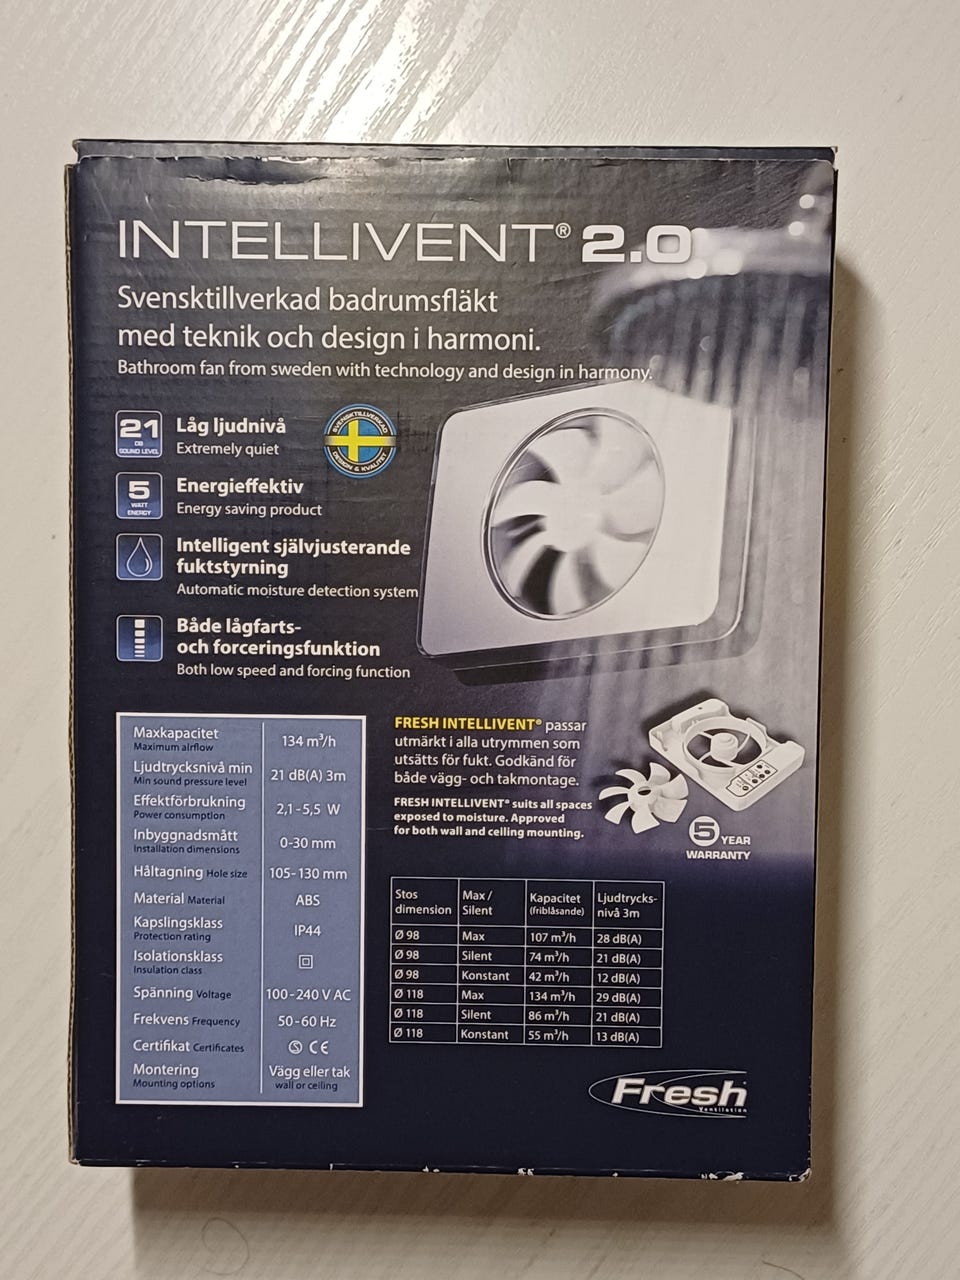 INTELLIVENT® 2.0
Svensktillverkad badrumsfläkt
med teknik och design i harmoni.
Bathroom fan from sweden with technology and design in harmony.
21
DB
SOUND LEVEL
Låg ljudnivå
Extremely quiet
SVENSKTILLVERKAD
DESIGN & KVALITET
5
WATT
ENERGY
Energieffektiv
Energy saving product
Intelligent självjusterande
fuktstyrning
Automatic moisture detection system
Både lågfarts-
och forceringsfunktion
Both low speed and forcing function
Maxkapacitet
Maximum airflow
134 m³/h
Ljudtrycksnivå min
Min sound pressure level
21 dB(A) 3m
Effektförbrukning
Power consumption
2,1-5,5 W
Inbyggnadsmått
Installation dimensions
0-30 mm
Håltagning Hole size 105-130 mm
Material Material ABS
Kapslingsklass
Protection rating
IP44
Isolationsklass
Insulation class
Spänning Voltage 100-240 V AC
Frekvens Frequency 50-60 Hz
Certifikat Certificates S CE
Montering
Mounting options
Vägg eller tak
wall or ceiling
FRESH INTELLIVENT® passar
utmärkt i alla utrymmen som
utsätts för fukt. Godkänd för
både vägg- och takmontage.
FRESH INTELLIVENT® suits all spaces
exposed to moisture. Approved
for both wall and ceiling mounting.
5 YEAR
WARRANTY
Stos
dimension
Max /
Silent
Kapacitet
(friblåsande)
Ljudtrycks-
nivå 3m
Ø 98 Max 107 m³/h 28 dB(A)
Ø 98 Silent 74 m³/h 21 dB(A)
Ø 98 Konstant 42 m³/h 12 dB(A)
Ø 118 Max 134 m³/h 29 dB(A)
Ø 118 Silent 86 m³/h 21 dB(A)
Ø 118 Konstant 55 m³/h 13 dB(A)
Fresh
Ventilation